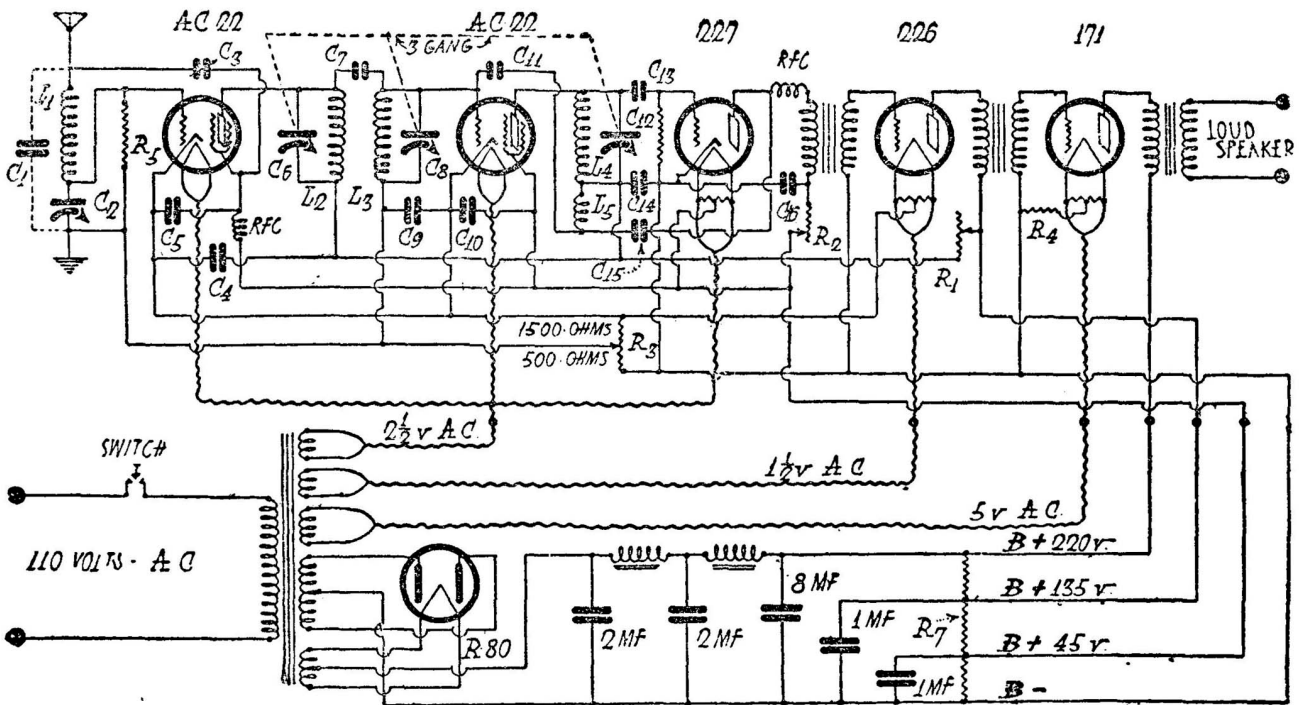 AC 22
AC 22
227
226
171
3 GANG
C3
C7
C11
C13
RFC
L1
R5
C12
LOUD
SPEAKER
C1
C6
C8
L4
C2
L2
L3
L5
C14
C16
C5
RFC
C9
C10
R2
R4
C15
R1
C4
1500 OHMS
R3
500 OHMS
2½ v A.C.
SWITCH
1½ v A C
5 v A C.
110 VOLTS - A C
B + 220 v.
8 MF
B + 135 v
1 MF
R 80
2 MF
2 MF
R7
B + 45 v.
1 MF
B -